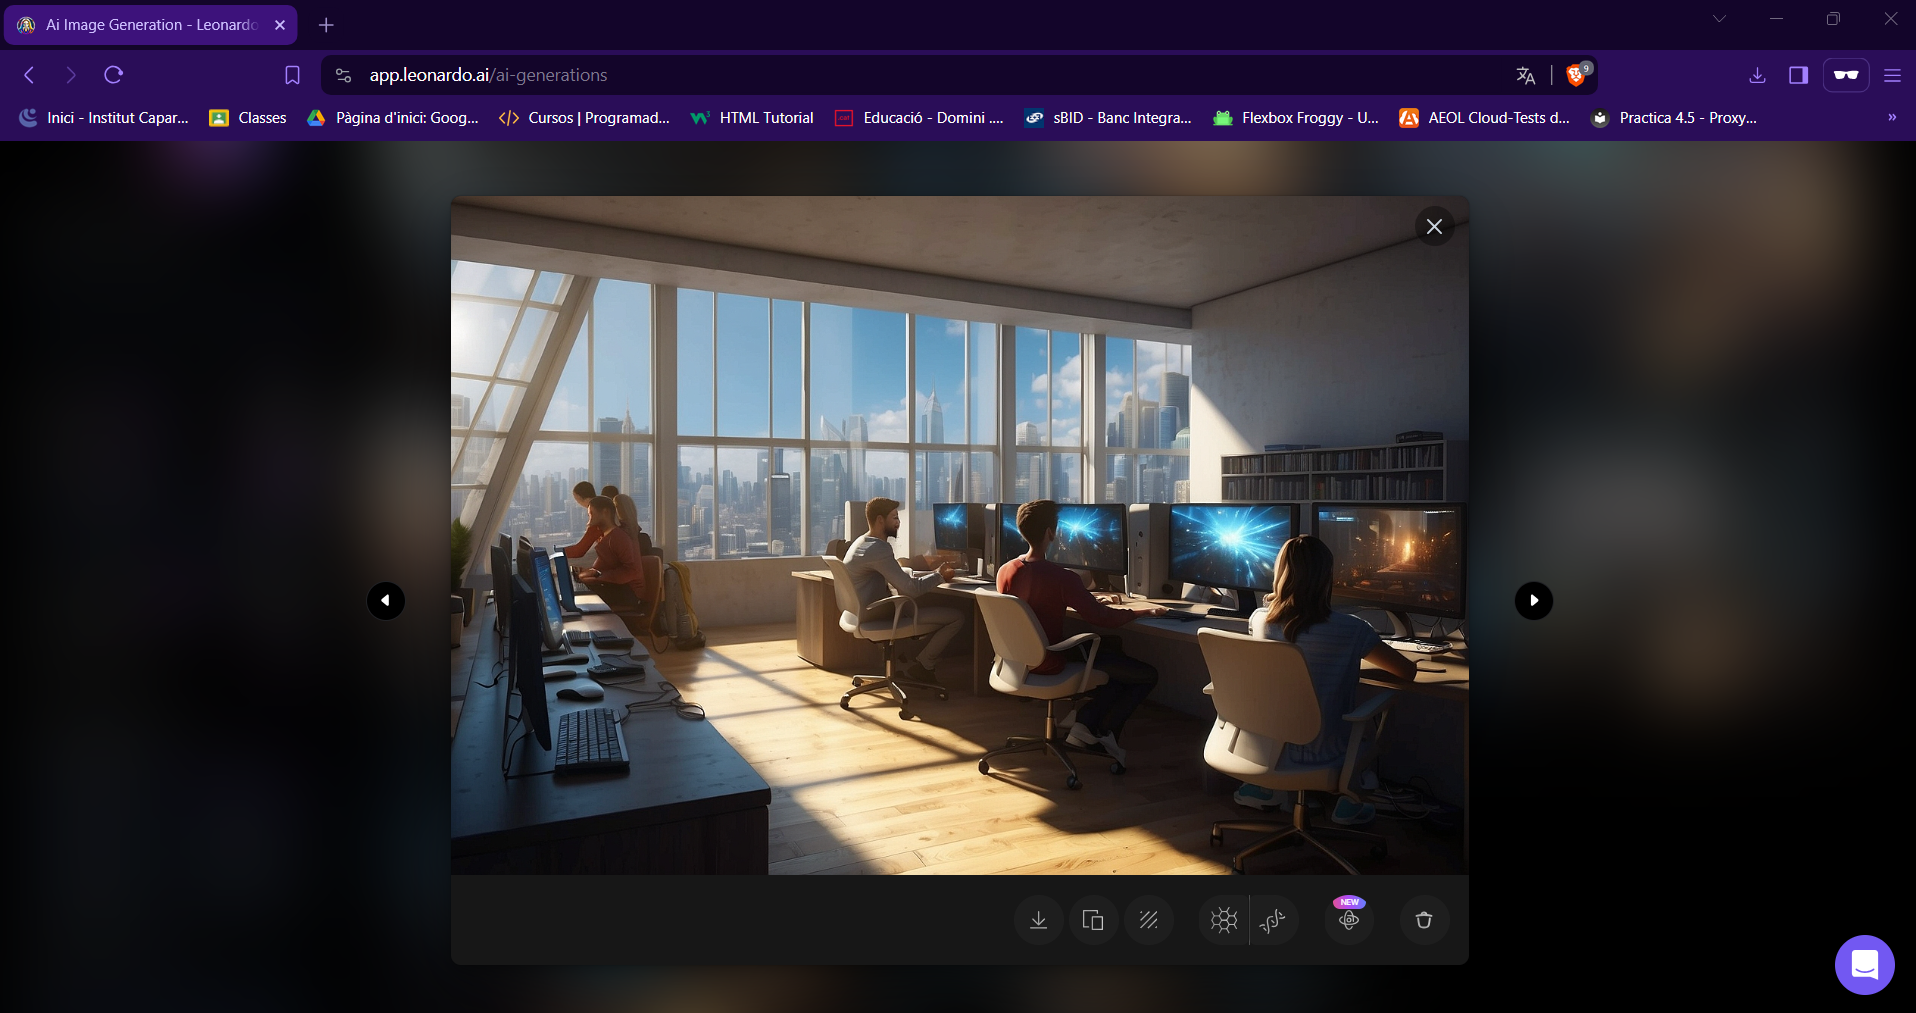 Ai Image Generation - Leonardo
app.leonardo.ai/ai-generations
9
Inici - Institut Capar...
Classes
Pàgina d'inici: Goog...
Cursos | Programad...
HTML Tutorial
Educació - Domini ....
sBID - Banc Integra...
Flexbox Froggy - U...
AEOL Cloud-Tests d...
Practica 4.5 - Proxy...
NEW